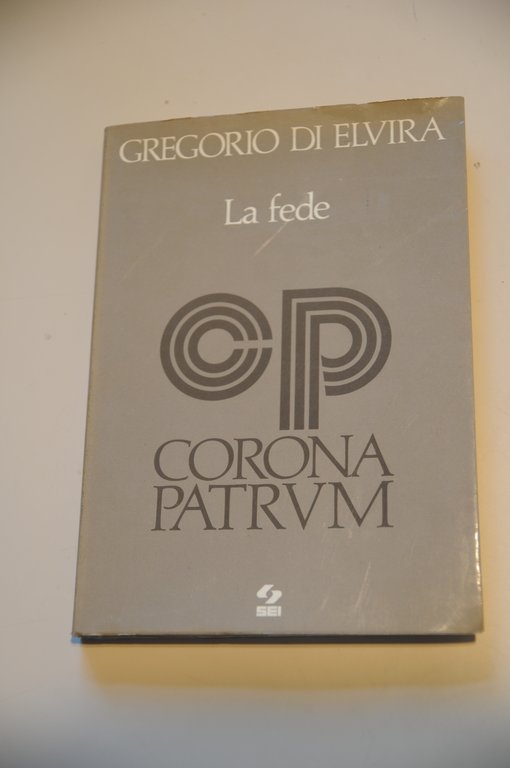 GREGORIO DI ELVIRA
La fede
CP
CORONA
PATRVM
SEI